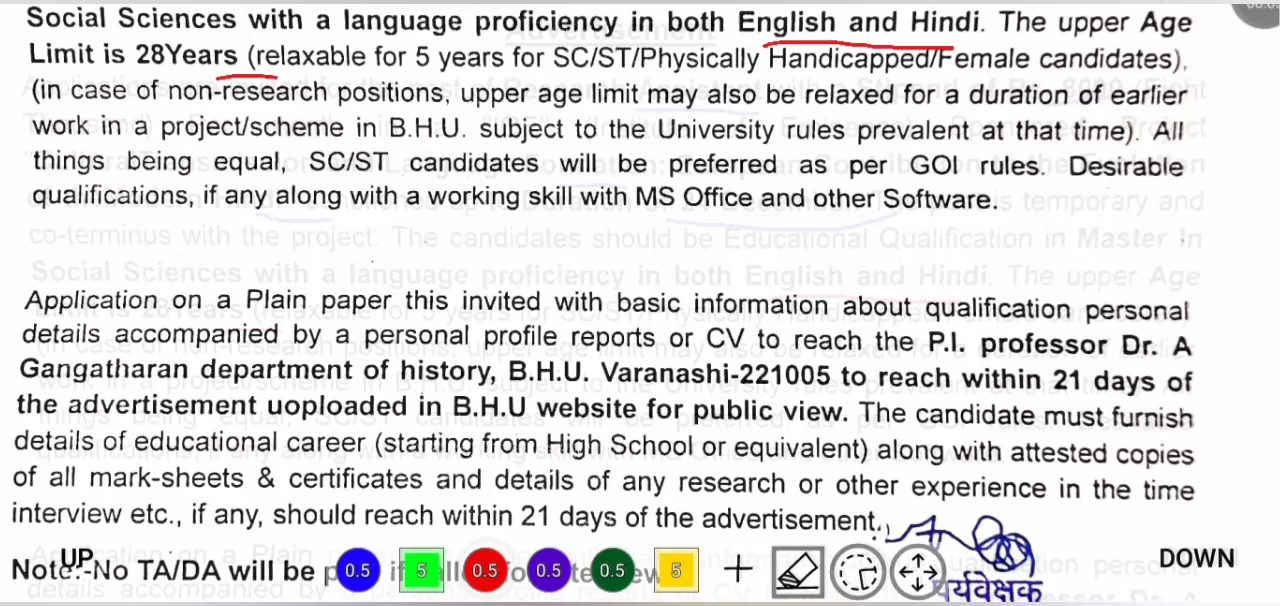 Social Sciences with a language proficiency in both English and Hindi. The upper Age
Limit is 28Years (relaxable for 5 years for SC/ST/Physically Handicapped/Female candidates),
(in case of non-research positions, upper age limit may also be relaxed for a duration of earlier
work in a project/scheme in B.H.U. subject to the University rules prevalent at that time). All
things being equal, SC/ST candidates will be preferred as per GOI rules. Desirable
qualifications, if any along with a working skill with MS Office and other Software.
Application on a Plain paper this invited with basic information about qualification personal
details accompanied by a personal profile reports or CV to reach the P.I. professor Dr. A
Gangatharan department of history, B.H.U. Varanashi-221005 to reach within 21 days of
the advertisement uoploaded in B.H.U website for public view. The candidate must furnish
details of educational career (starting from High School or equivalent) along with attested copies
of all mark-sheets & certificates and details of any research or other experience in the time
interview etc., if any, should reach within 21 days of the advertisement.
UP DOWN
Note:-No TA/DA will be 0.5 5 0.5 0.5 0.5 5